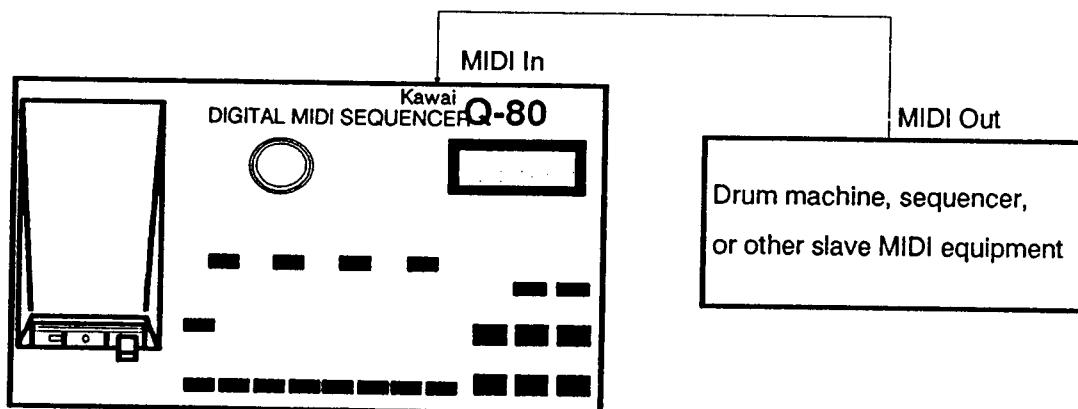 MIDI In
Kawai
DIGITAL MIDI SEQUENCER Q-80
MIDI Out
Drum machine, sequencer,
or other slave MIDI equipment